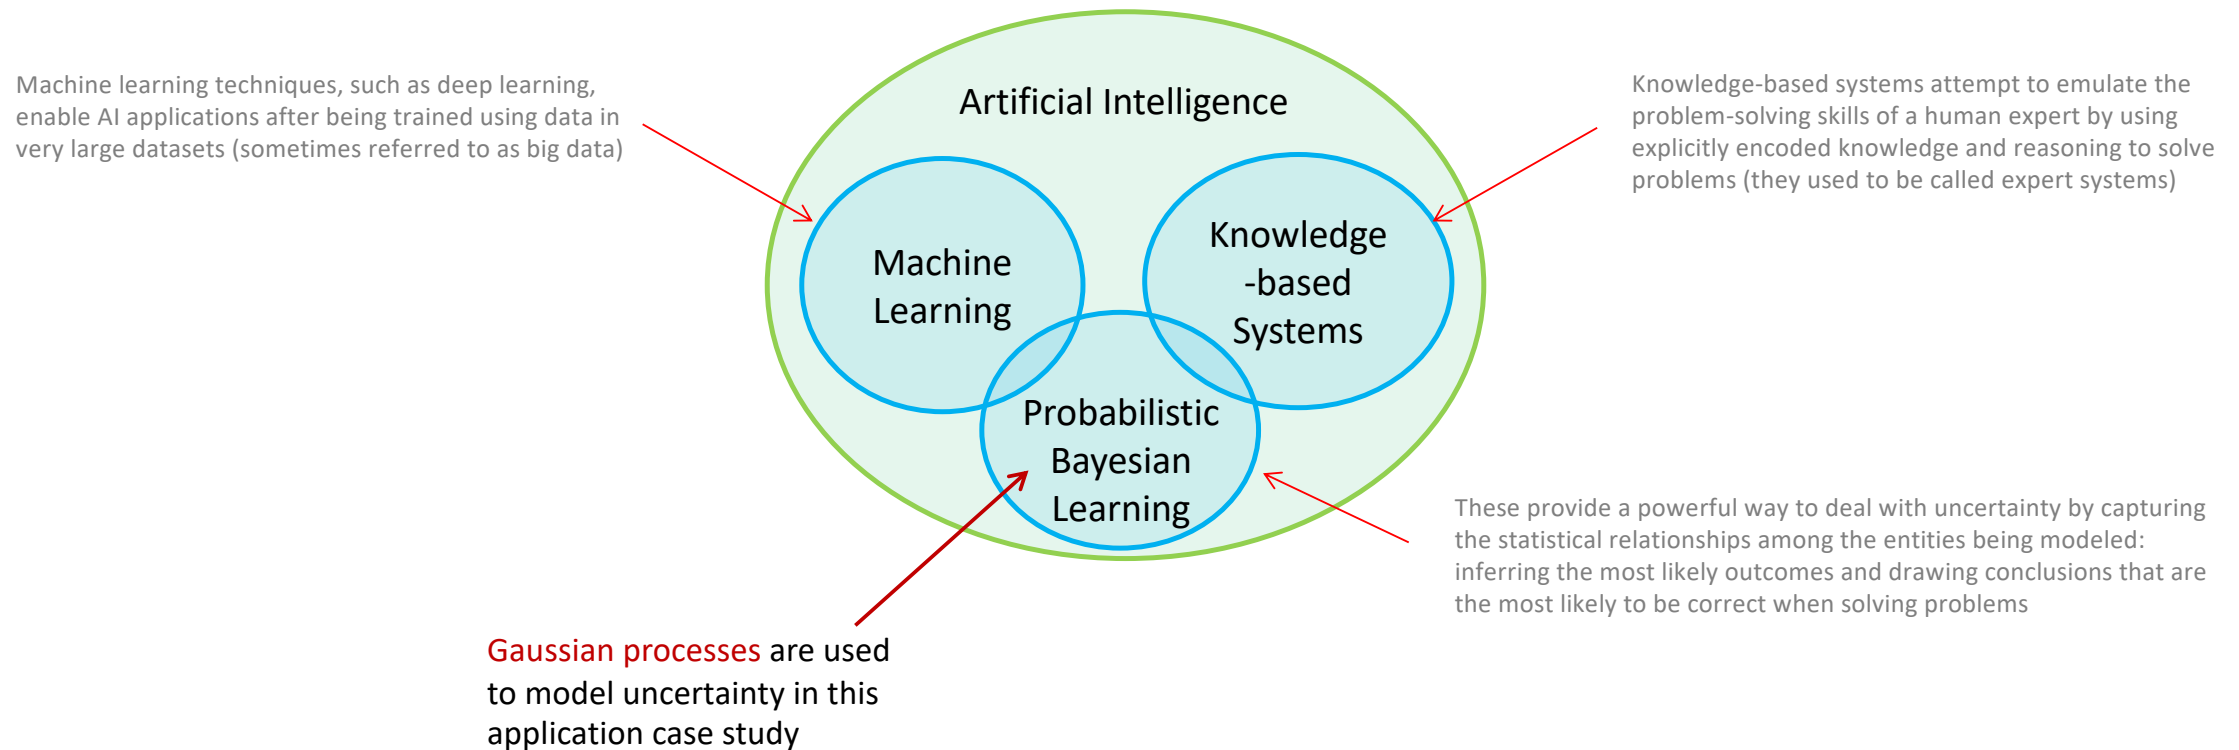 Machine learning techniques, such as deep learning,
enable AI applications after being trained using data in
very large datasets (sometimes referred to as big data)
Artificial Intelligence
Knowledge-based systems attempt to emulate the
problem-solving skills of a human expert by using
explicitly encoded knowledge and reasoning to solve
problems (they used to be called expert systems)
Machine
Learning
Knowledge
-based
Systems
Probabilistic
Bayesian
Learning
These provide a powerful way to deal with uncertainty by capturing
the statistical relationships among the entities being modeled:
inferring the most likely outcomes and drawing conclusions that are
the most likely to be correct when solving problems
Gaussian processes are used
to model uncertainty in this
application case study